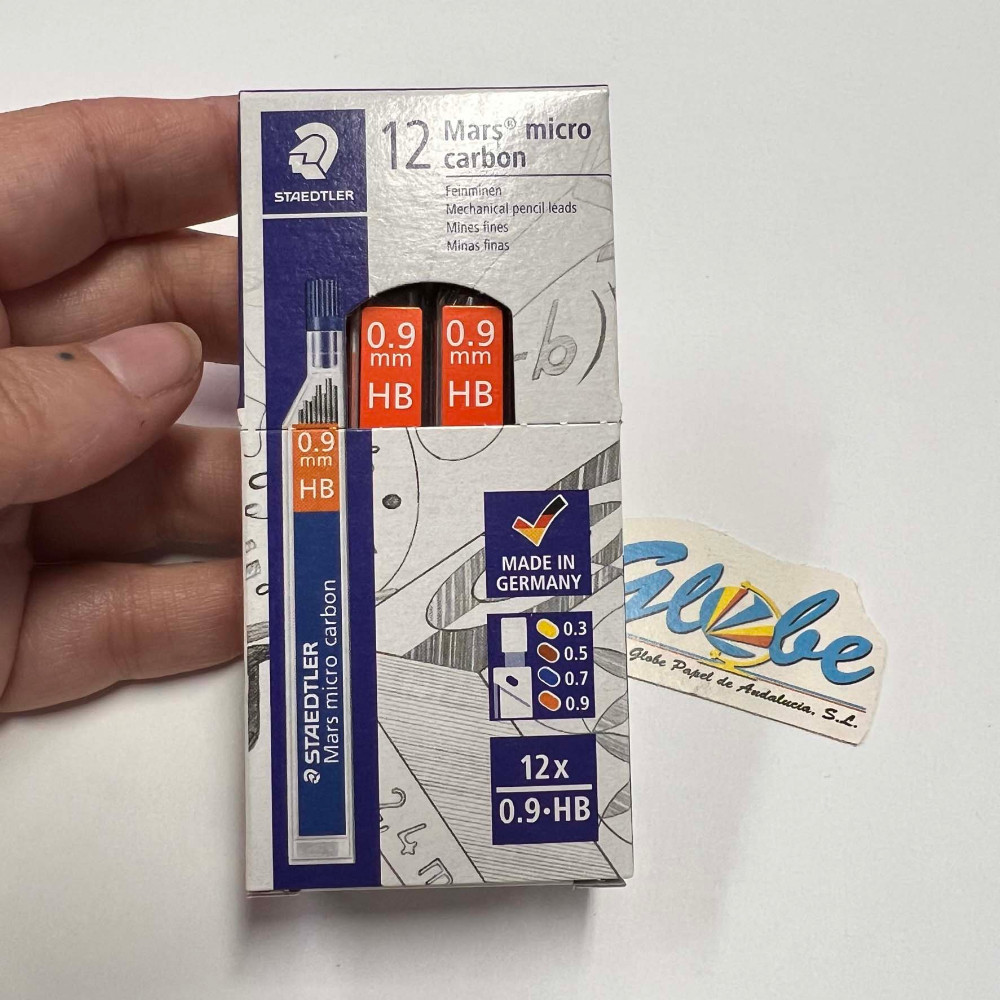 STAEDTLER
12 Mars® micro
carbon
Feinminen
Mechanical pencil leads
Mines fines
Minas finas
0.9
mm
HB
0.9
mm
HB
0.9
mm
HB
STAEDTLER
Mars micro carbon
-b)
MADE IN
GERMANY
0.3
0.5
0.7
0.9
12x
0.9·HB
Globe
Globe Papel de Andalucia, S.L.